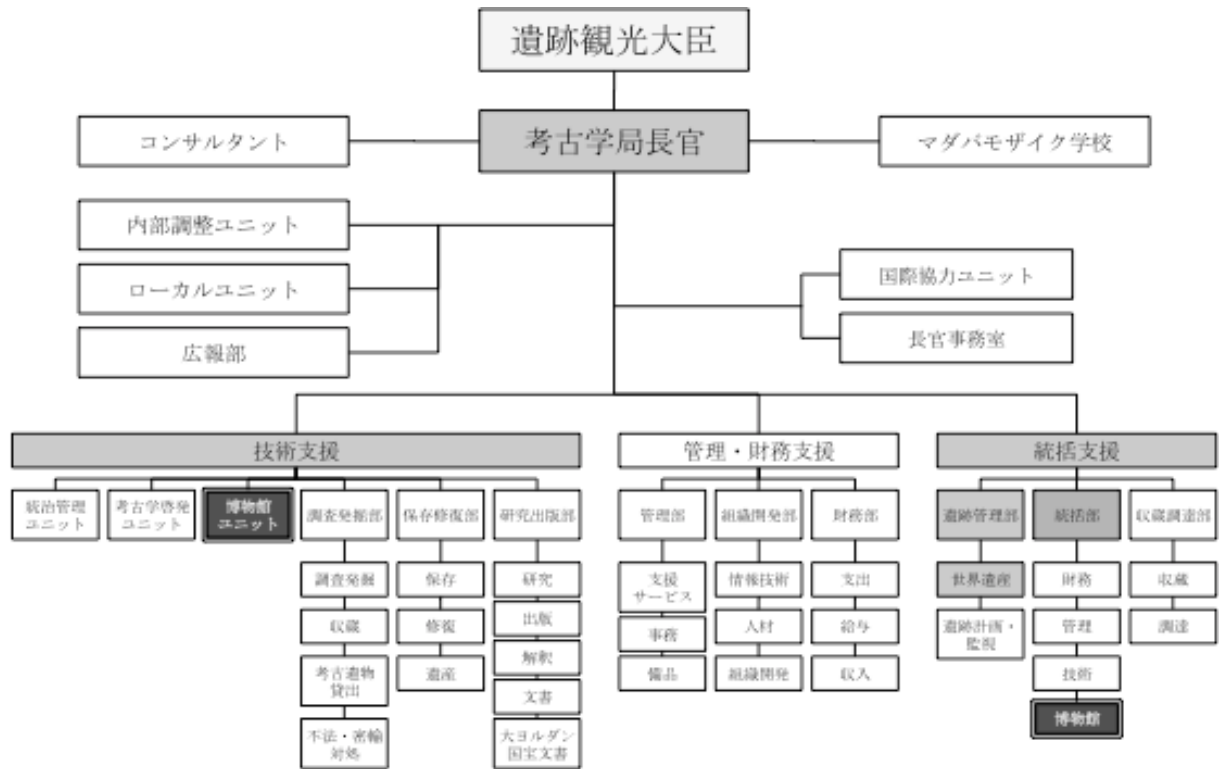 遺跡観光大臣
コンサルタント
考古学局長官
マダバモザイク学校
内部調整ユニット
ローカルユニット
広報部
国際協力ユニット
長官事務室
技術支援
管理・財務支援
統括支援
統治管理
ユニット
考古学啓発
ユニット
博物館
ユニット
調査発掘部
保存修復部
研究出版部
管理部
組織開発部
財務部
遺跡管理部
統括部
収蔵調達部
調査発掘
収蔵
考古遺物
貸出
不法・密輸
対処
保存
修復
遺産
研究
出版
解釈
文書
大ヨルダン
国宝文書
支援
サービス
事務
備品
情報技術
人材
組織開発
支出
給与
収入
世界遺産
遺跡計画・
監視
財務
管理
技術
博物館
収蔵
調達